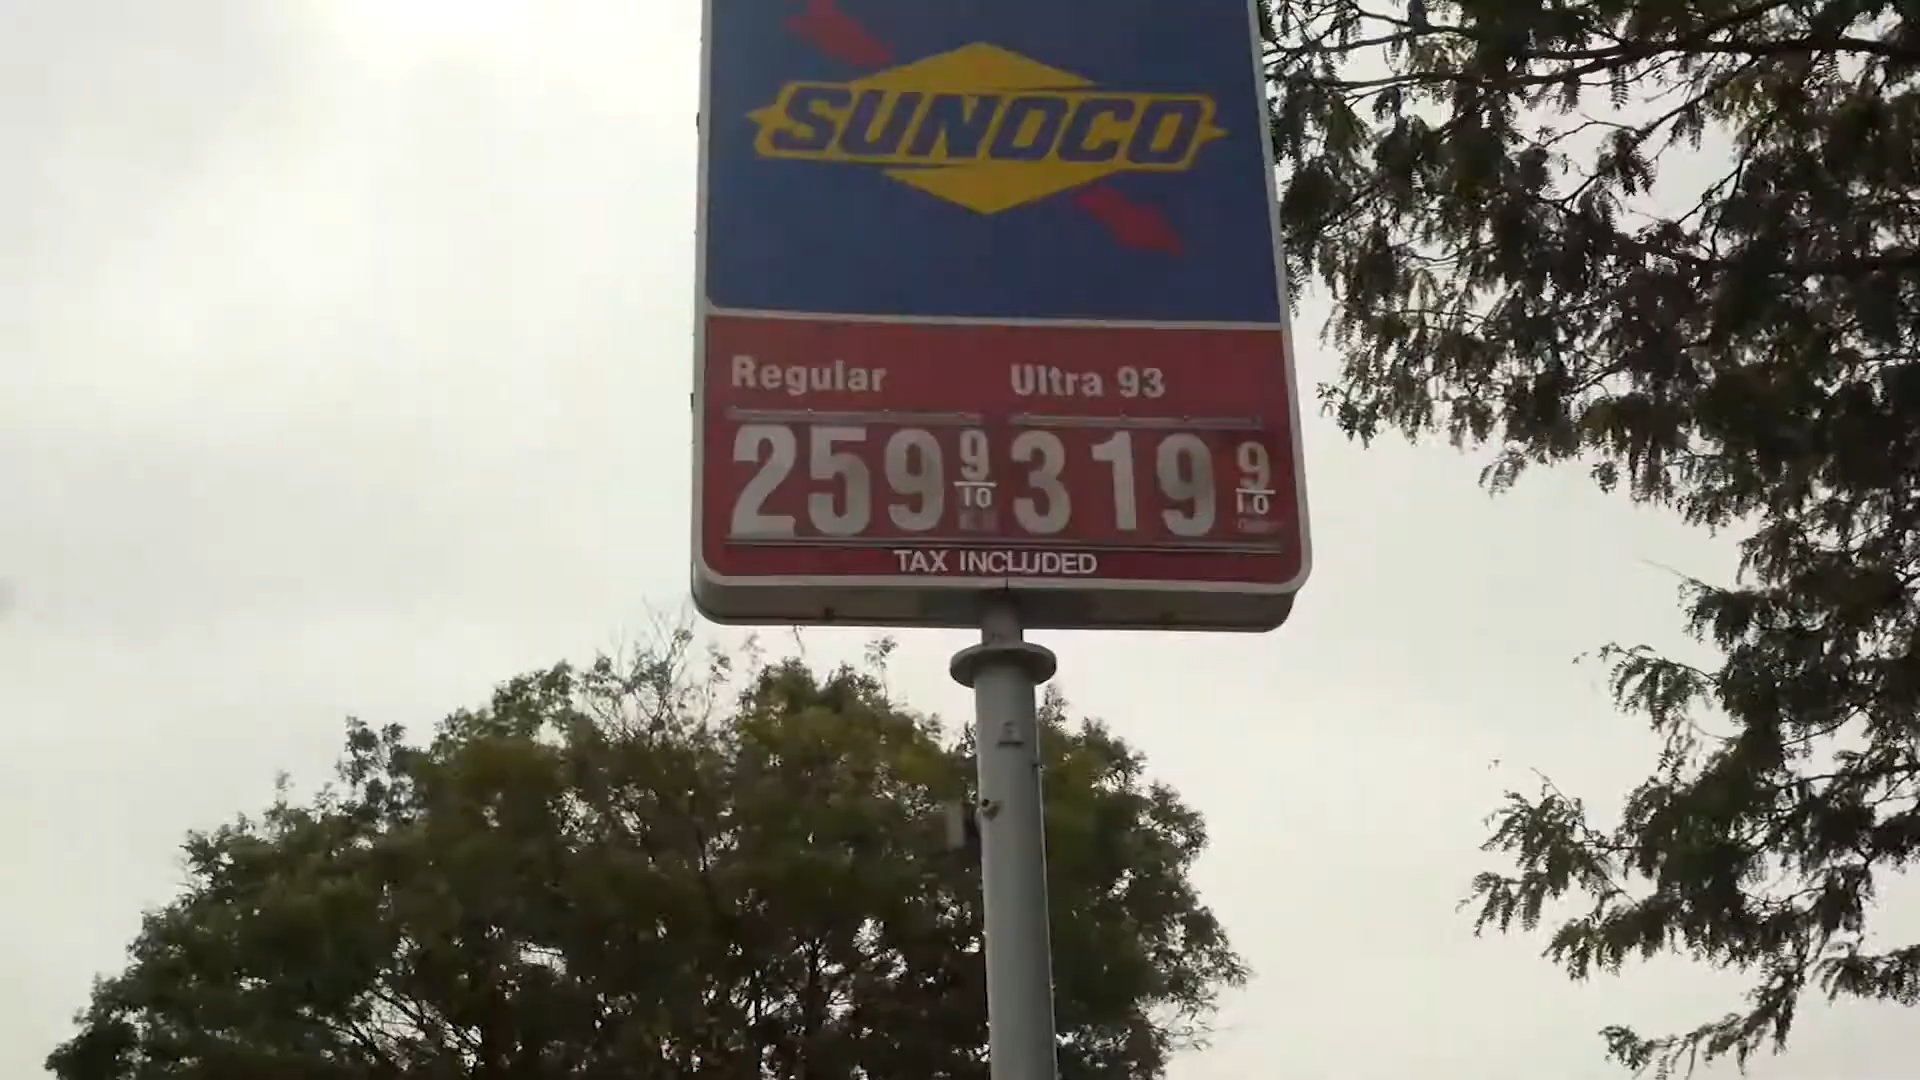 SUNOCO
Regular Ultra 93
259 9/10 319 9/10
TAX INCLUDED